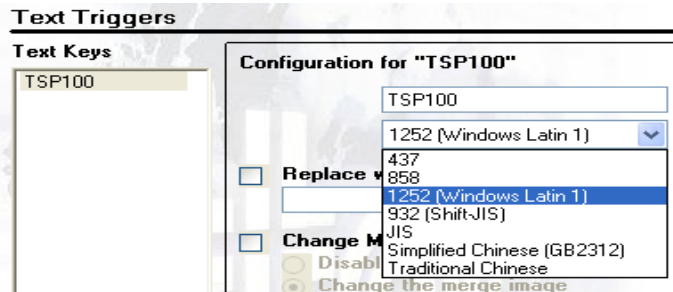 Text Triggers
Text Keys
TSP100
Configuration for "TSP100"
TSP100
1252 (Windows Latin 1)
437
858
1252 (Windows Latin 1)
932 (Shift-JIS)
JIS
Simplified Chinese (GB2312)
Traditional Chinese
Replace
Change M
Disabl
Change the merge image